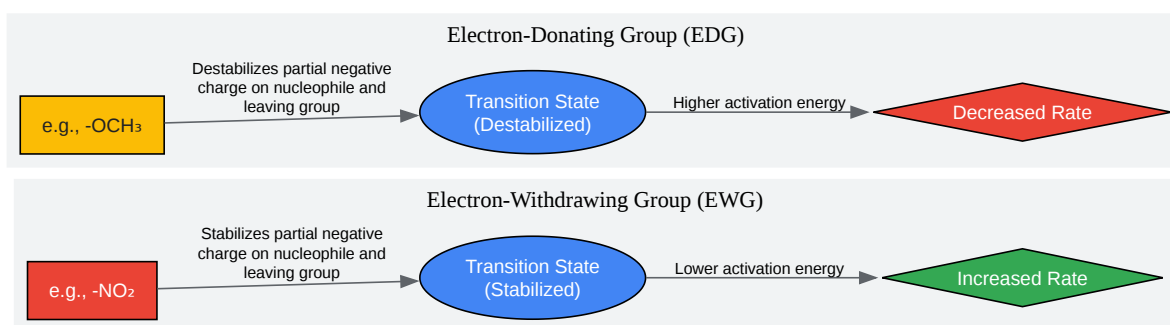 Electron-Donating Group (EDG)
Destabilizes partial negative
charge on nucleophile and
leaving group
e.g., -OCH₃
Transition State
(Destabilized)
Higher activation energy
Decreased Rate
Electron-Withdrawing Group (EWG)
Stabilizes partial negative
charge on nucleophile and
leaving group
e.g., -NO₂
Transition State
(Stabilized)
Lower activation energy
Increased Rate